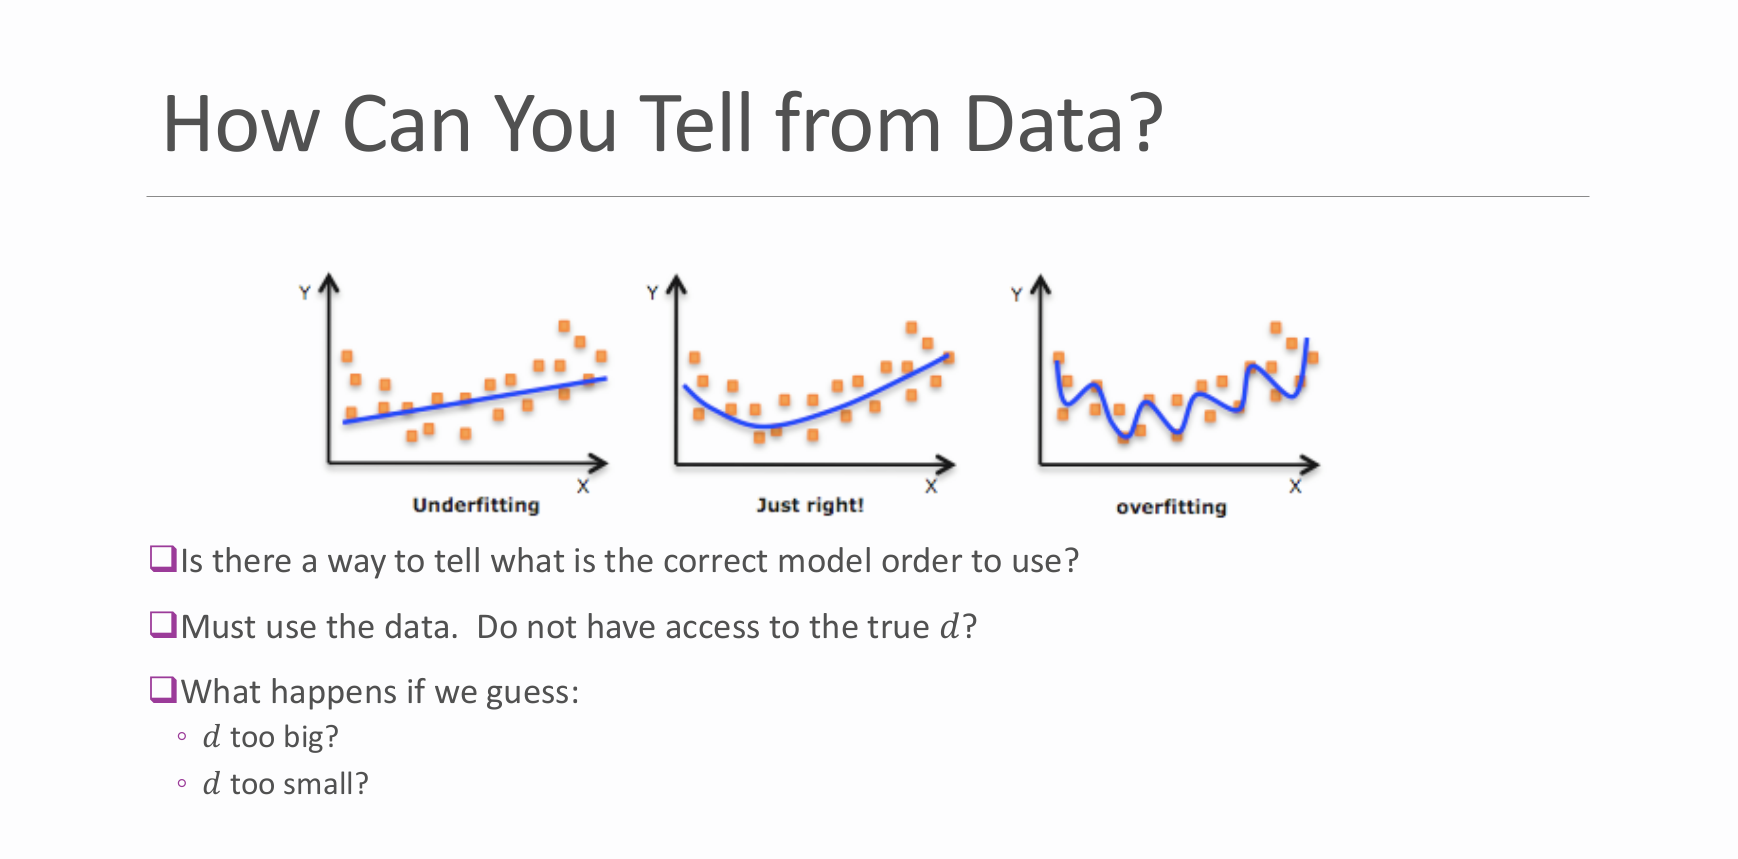 How Can You Tell from Data?
Y
X
Underfitting
Y
X
Just right!
Y
X
overfitting
❑Is there a way to tell what is the correct model order to use?
❑Must use the data.  Do not have access to the true d?
❑What happens if we guess:
◦ d too big?
◦ d too small?